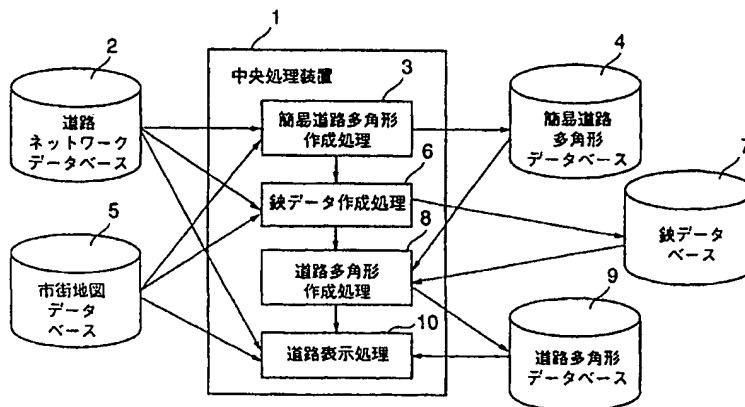 1
2
道路
ネットワーク
データベース
5
市街地図
データ
ベース
中央処理装置
3
簡易道路多角形
作成処理
6
鋏データ作成処理
8
道路多角形
作成処理
10
道路表示処理
4
簡易道路
多角形
データベース
7
鋏データ
ベース
9
道路多角形
データベース